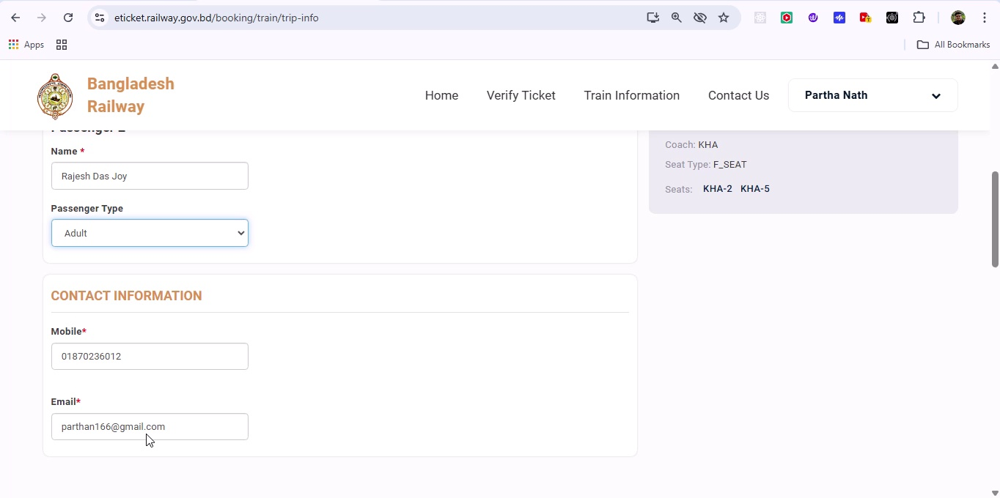 eticket.railway.gov.bd/booking/train/trip-info
Apps
All Bookmarks
Bangladesh
Railway
Home
Verify Ticket
Train Information
Contact Us
Partha Nath
Passenger 2
Name *
Rajesh Das Joy
Passenger Type
Adult
Coach: KHA
Seat Type: F_SEAT
Seats: KHA-2 KHA-5
CONTACT INFORMATION
Mobile*
01870236012
Email*
parthan166@gmail.com